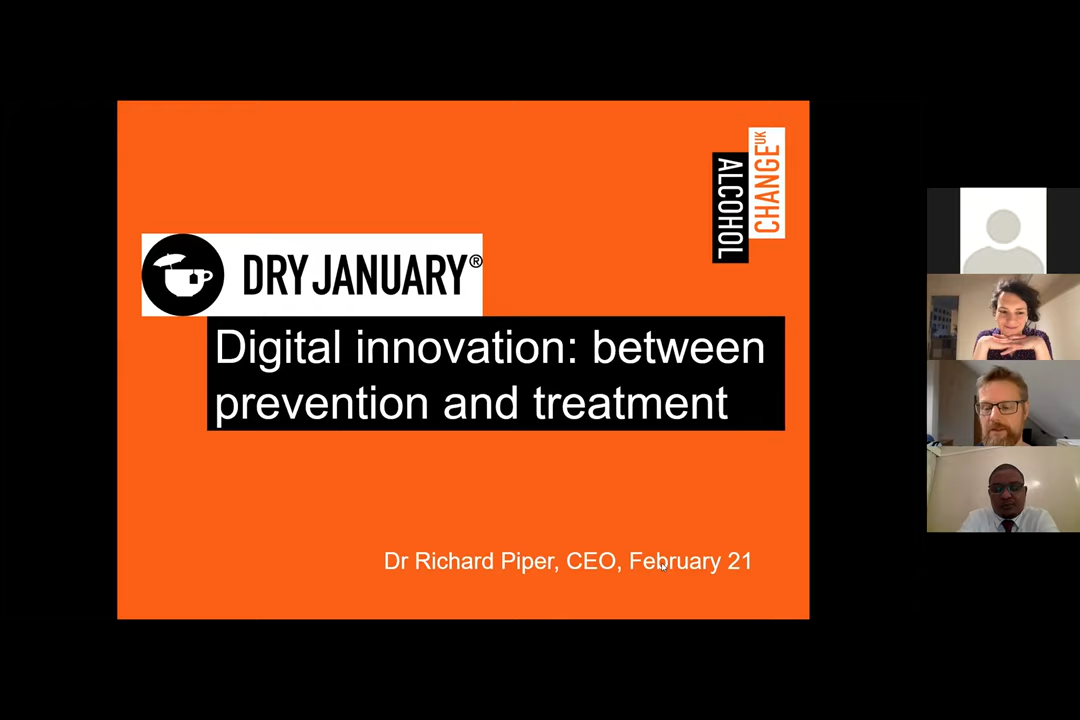 ALCOHOL
CHANGE UK
DRY JANUARY®
Digital innovation: between
prevention and treatment
Dr Richard Piper, CEO, February 21